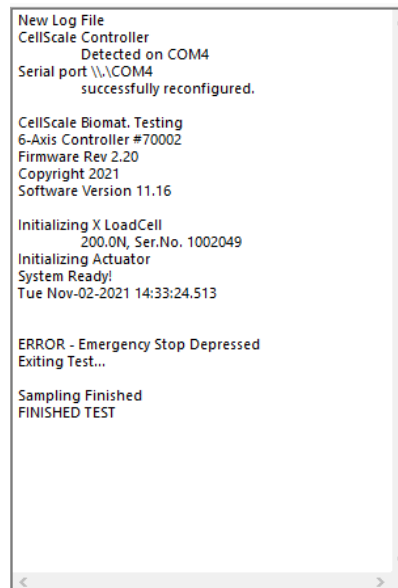 New Log File
CellScale Controller
Detected on COM4
Serial port \\.\COM4
successfully reconfigured.
CellScale Biomat. Testing
6-Axis Controller #70002
Firmware Rev 2.20
Copyright 2021
Software Version 11.16
Initializing X LoadCell
200.0N, Ser.No. 1002049
Initializing Actuator
System Ready!
Tue Nov-02-2021 14:33:24.513
ERROR - Emergency Stop Depressed
Exiting Test...
Sampling Finished
FINISHED TEST